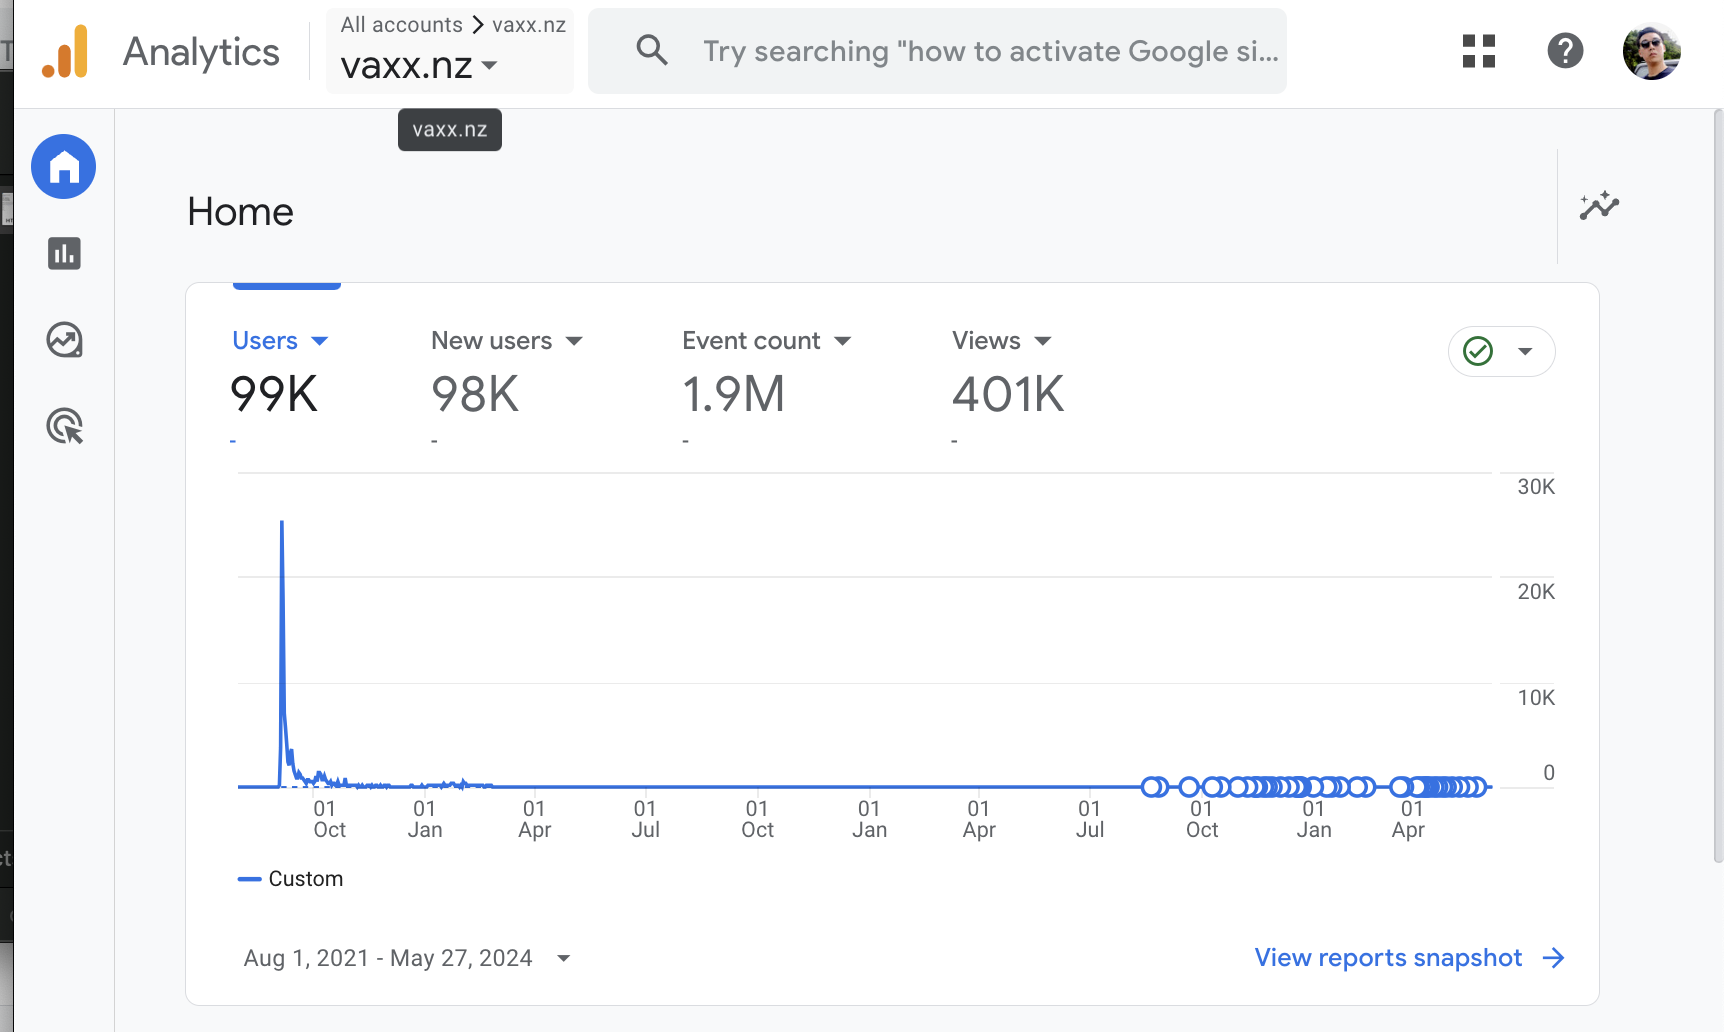 All accounts > vaxx.nz
Analytics
vaxx.nz
Try searching "how to activate Google si...
vaxx.nz
Home
Users
New users
Event count
Views
99K
98K
1.9M
401K
-
-
-
-
30K
20K
10K
0
01 Oct
01 Jan
01 Apr
01 Jul
01 Oct
01 Jan
01 Apr
01 Jul
01 Oct
01 Jan
01 Apr
Custom
Aug 1, 2021 - May 27, 2024
View reports snapshot